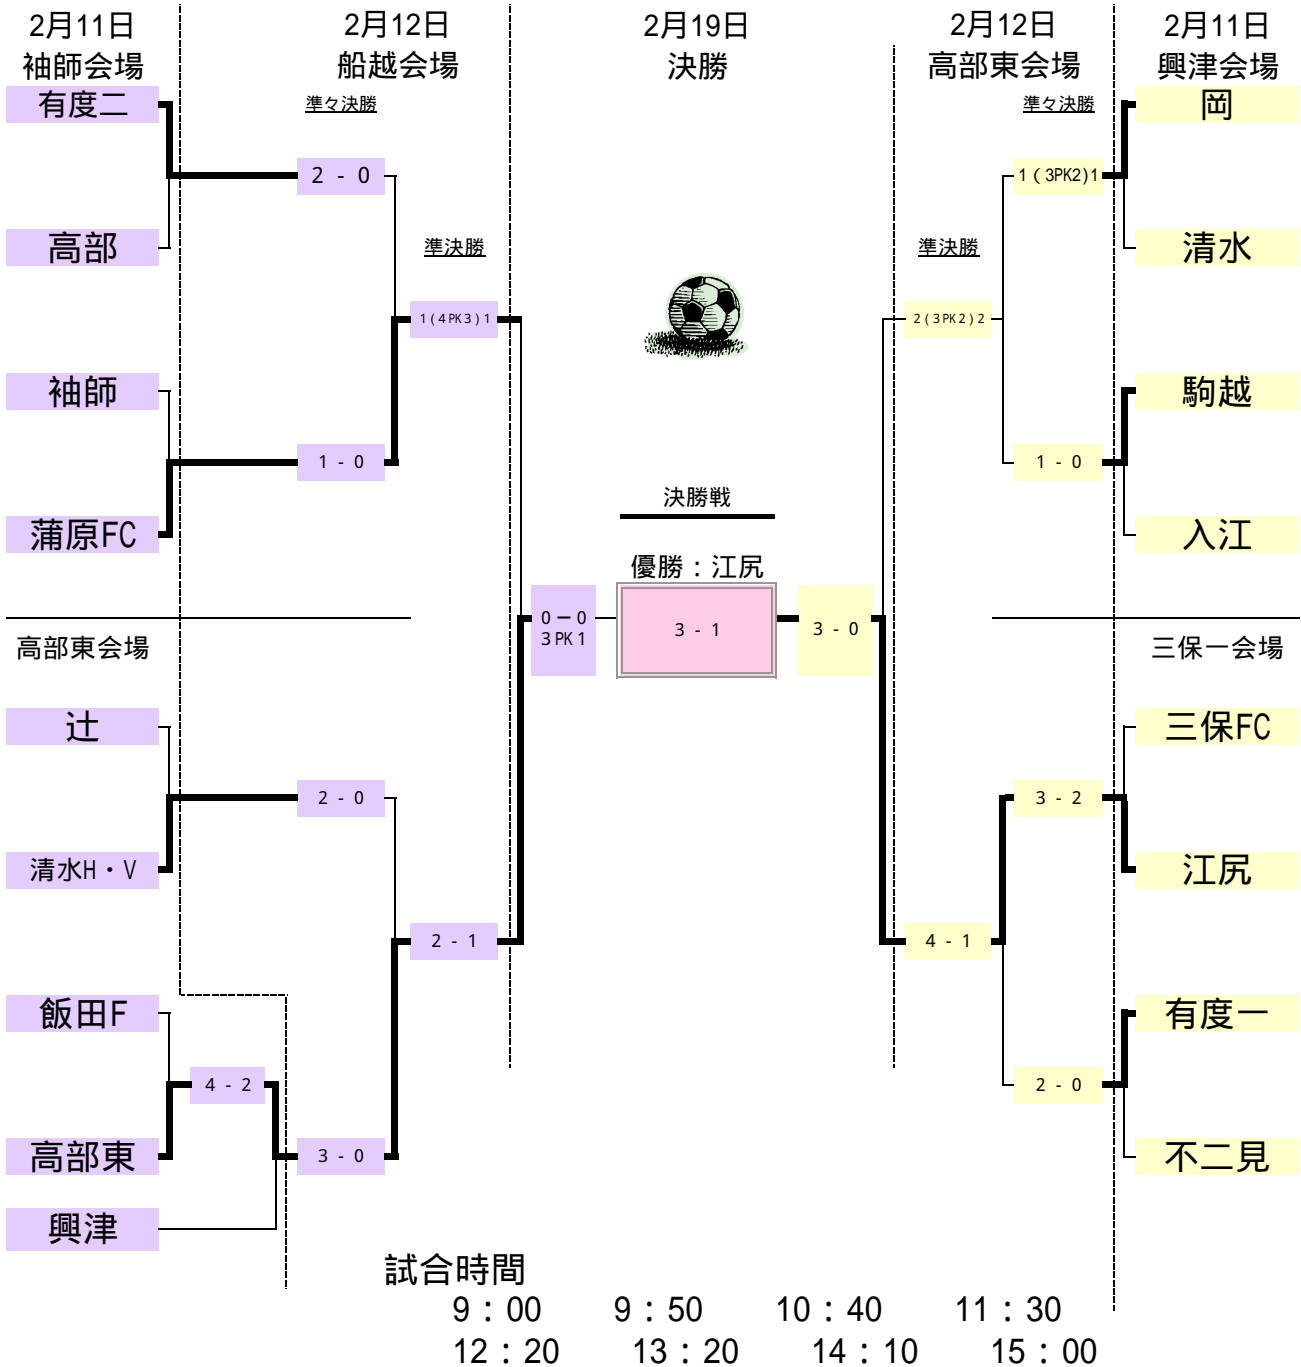 2月11日
袖師会場
2月12日
船越会場
2月19日
決勝
2月12日
高部東会場
2月11日
興津会場
有度二
準々決勝
準々決勝
岡
2 - 0
1 ( 3PK2)1
高部
準決勝
準決勝
清水
1 ( 4 PK 3 ) 1
2 ( 3 PK 2 ) 2
袖師
駒越
1 - 0
1 - 0
決勝戦
蒲原FC
入江
優勝：江尻
0 − 0
3 PK 1
3 - 1
3 - 0
高部東会場
三保一会場
辻
三保FC
2 - 0
3 - 2
清水H・V
江尻
2 - 1
4 - 1
飯田F
有度一
4 - 2
2 - 0
高部東
3 - 0
不二見
興津
試合時間
9：00 9：50 10：40 11：30
12：20 13：20 14：10 15：00